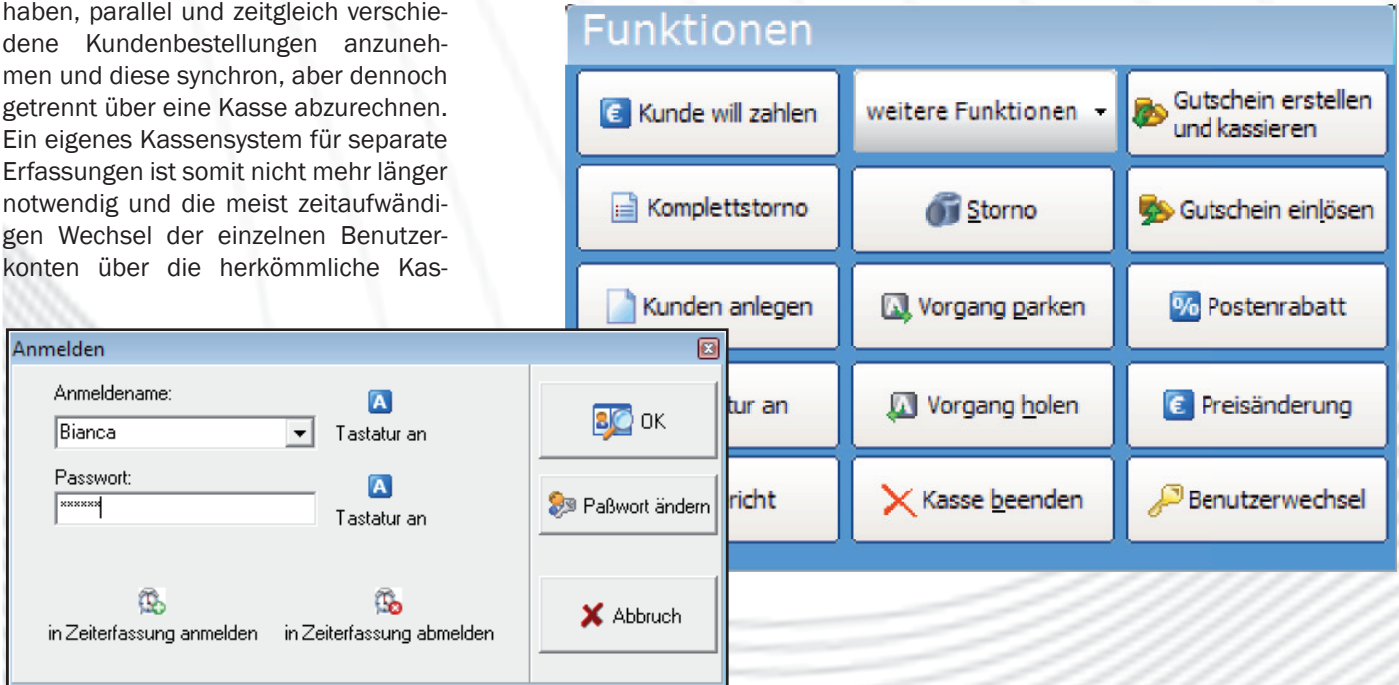 haben, parallel und zeitgleich verschie-
dene Kundenbestellungen anzuneh-
men und diese synchron, aber dennoch
getrennt über eine Kasse abzurechnen.
Ein eigenes Kassensystem für separate
Erfassungen ist somit nicht mehr länger
notwendig und die meist zeitaufwändi-
gen Wechsel der einzelnen Benutzer-
konten über die herkömmliche Kas-
Funktionen
Kunde will zahlen
weitere Funktionen
Gutschein erstellen
und kassieren
Komplettstorno
Storno
Gutschein einlösen
Kunden anlegen
Vorgang parken
Postenrabatt
tur an
Vorgang holen
Preisänderung
richt
Kasse beenden
Benutzerwechsel
Anmelden
Anmeldename:
Bianca
Tastatur an
Passwort:
××××××
Tastatur an
in Zeiterfassung anmelden
in Zeiterfassung abmelden
OK
Paßwort ändern
Abbruch